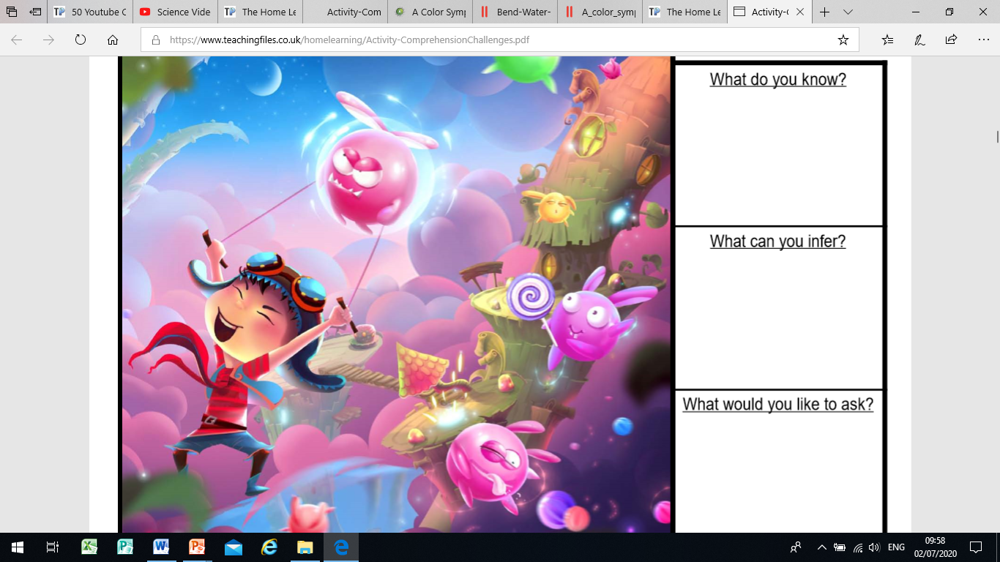 50 Youtube C
Science Vide
The Home Le
Activity-Com
A Color Symp
Bend-Water-
A_color_symp
The Home Le
Activity-C
https://www.teachingfiles.co.uk/homelearning/Activity-ComprehensionChallenges.pdf
What do you know?
What can you infer?
What would you like to ask?
ENG
09:58
02/07/2020